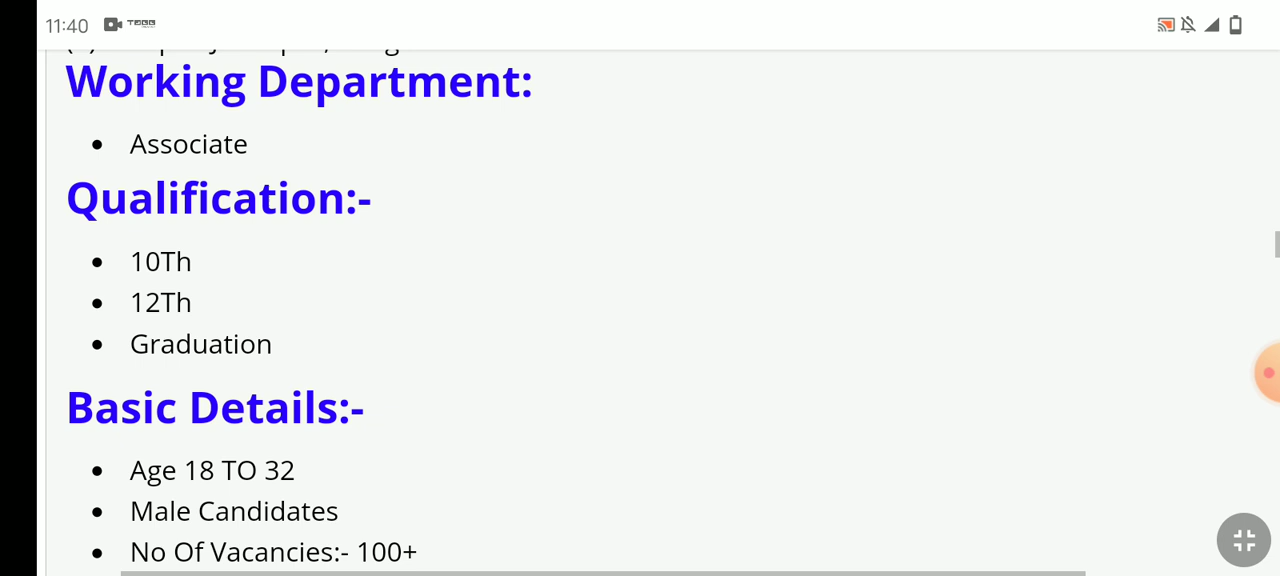 11:40
Working Department:
• Associate
Qualification:-
• 10Th
• 12Th
• Graduation
Basic Details:-
• Age 18 TO 32
• Male Candidates
• No Of Vacancies:- 100+